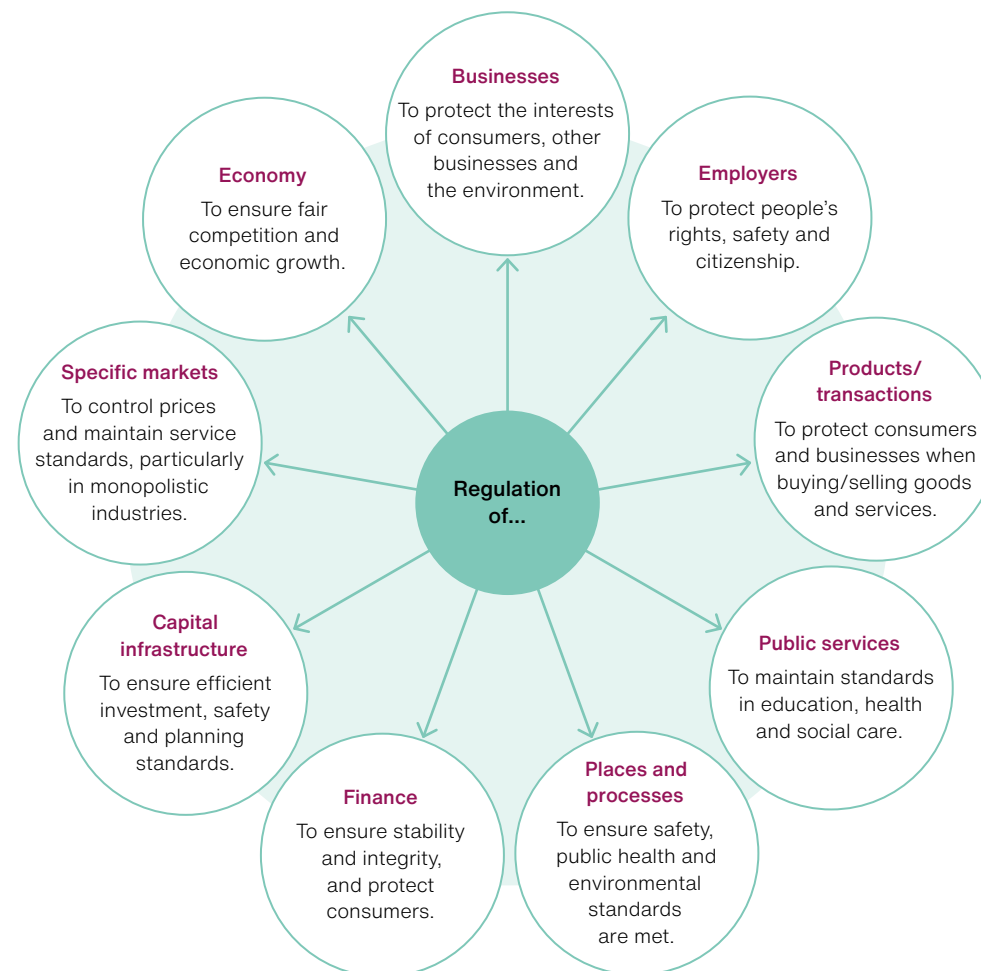 Businesses
To protect the interests
of consumers, other
businesses and
the environment.
Employers
To protect people’s
rights, safety and
citizenship.
Products/
transactions
To protect consumers
and businesses when
buying/selling goods
and services.
Public services
To maintain standards
in education, health
and social care.
Places and
processes
To ensure safety,
public health and
environmental
standards
are met.
Finance
To ensure stability
and integrity,
and protect
consumers.
Capital
infrastructure
To ensure efficient
investment, safety
and planning
standards.
Specific markets
To control prices
and maintain service
standards, particularly
in monopolistic
industries.
Economy
To ensure fair
competition and
economic growth.
Regulation
of...